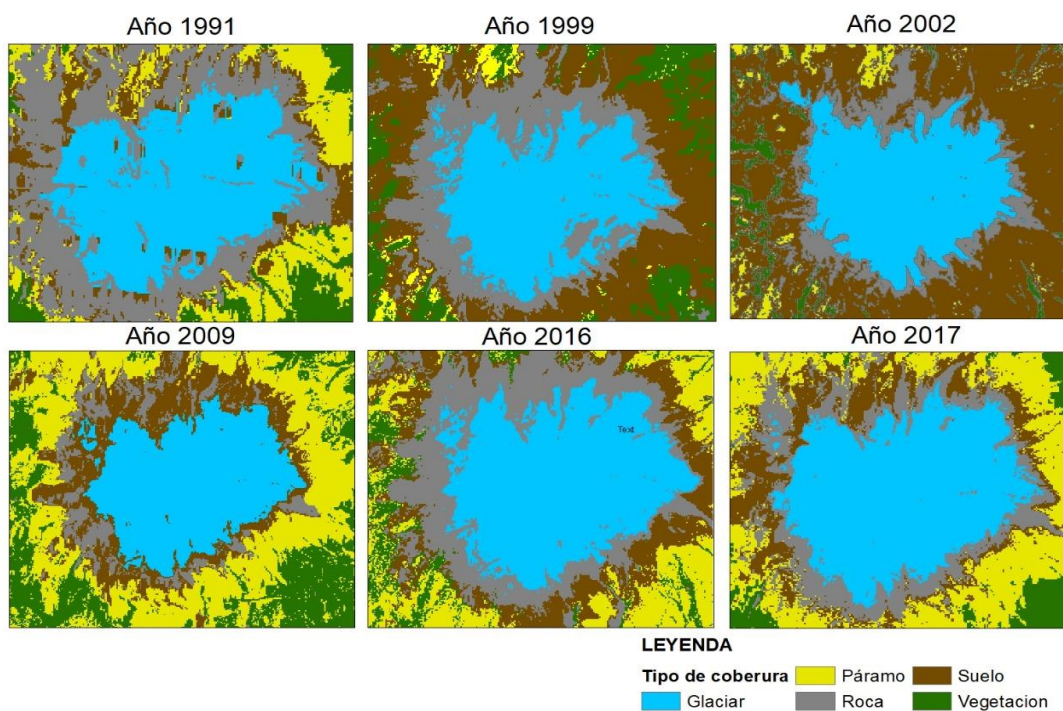 Año 1991 Año 1999 Año 2002
Año 2009 Año 2016 Año 2017
Text
LEYENDA
Tipo de coberura Páramo Suelo
Glaciar Roca Vegetacion